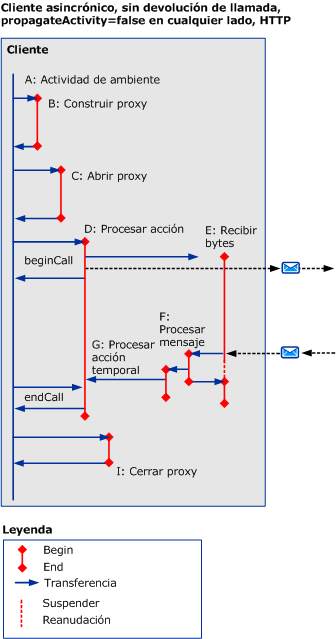 Cliente asincrónico, sin devolución de llamada,
propagateActivity=false en cualquier lado, HTTP
Cliente
A: Actividad de ambiente
B: Construir proxy
C: Abrir proxy
D: Procesar acción
E: Recibir
bytes
beginCall
F:
Procesar
mensaje
G: Procesar
acción
temporal
endCall
I: Cerrar proxy
Leyenda
Begin
End
Transferencia
Suspender
Reanudación